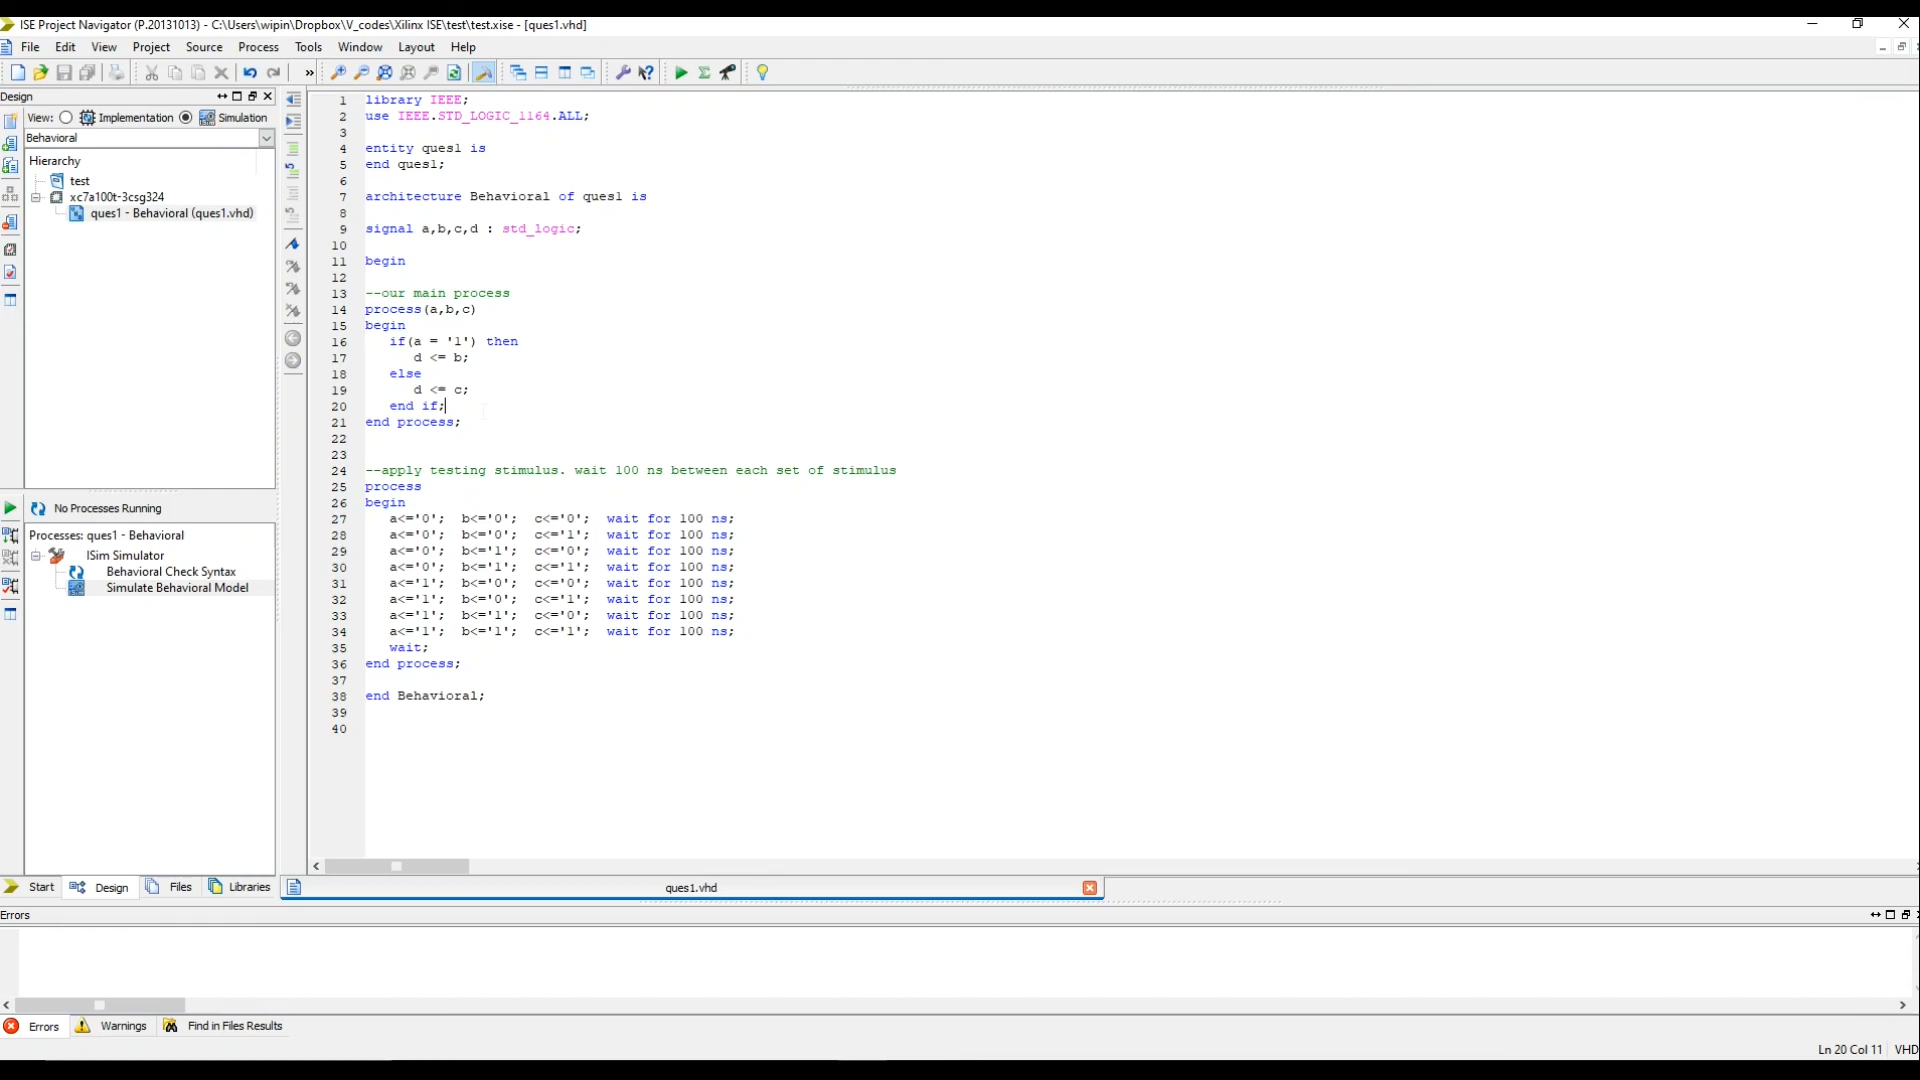 ISE Project Navigator (P.20131013) - C:\Users\wipin\Dropbox\V_codes\Xilinx ISE\test\test.xise - [ques1.vhd]
File Edit View Project Source Process Tools Window Layout Help
Design
View: Implementation Simulation
Behavioral
Hierarchy
test
xc7a100t-3csg324
ques1 - Behavioral (ques1.vhd)
No Processes Running
Processes: ques1 - Behavioral
ISim Simulator
Behavioral Check Syntax
Simulate Behavioral Model
Start Design Files Libraries
1 library IEEE;
2 use IEEE.STD_LOGIC_1164.ALL;
3
4 entity ques1 is
5 end ques1;
6
7 architecture Behavioral of ques1 is
8
9 signal a,b,c,d : std_logic;
10
11 begin
12
13 --our main process
14 process(a,b,c)
15 begin
16 if(a = '1') then
17 d <= b;
18 else
19 d <= c;
20 end if;
21 end process;
22
23
24 --apply testing stimulus. wait 100 ns between each set of stimulus
25 process
26 begin
27 a<='0'; b<='0'; c<='0'; wait for 100 ns;
28 a<='0'; b<='0'; c<='1'; wait for 100 ns;
29 a<='0'; b<='1'; c<='0'; wait for 100 ns;
30 a<='0'; b<='1'; c<='1'; wait for 100 ns;
31 a<='1'; b<='0'; c<='0'; wait for 100 ns;
32 a<='1'; b<='0'; c<='1'; wait for 100 ns;
33 a<='1'; b<='1'; c<='0'; wait for 100 ns;
34 a<='1'; b<='1'; c<='1'; wait for 100 ns;
35 wait;
36 end process;
37
38 end Behavioral;
39
40
ques1.vhd
Errors
Errors Warnings Find in Files Results
Ln 20 Col 11 VHD